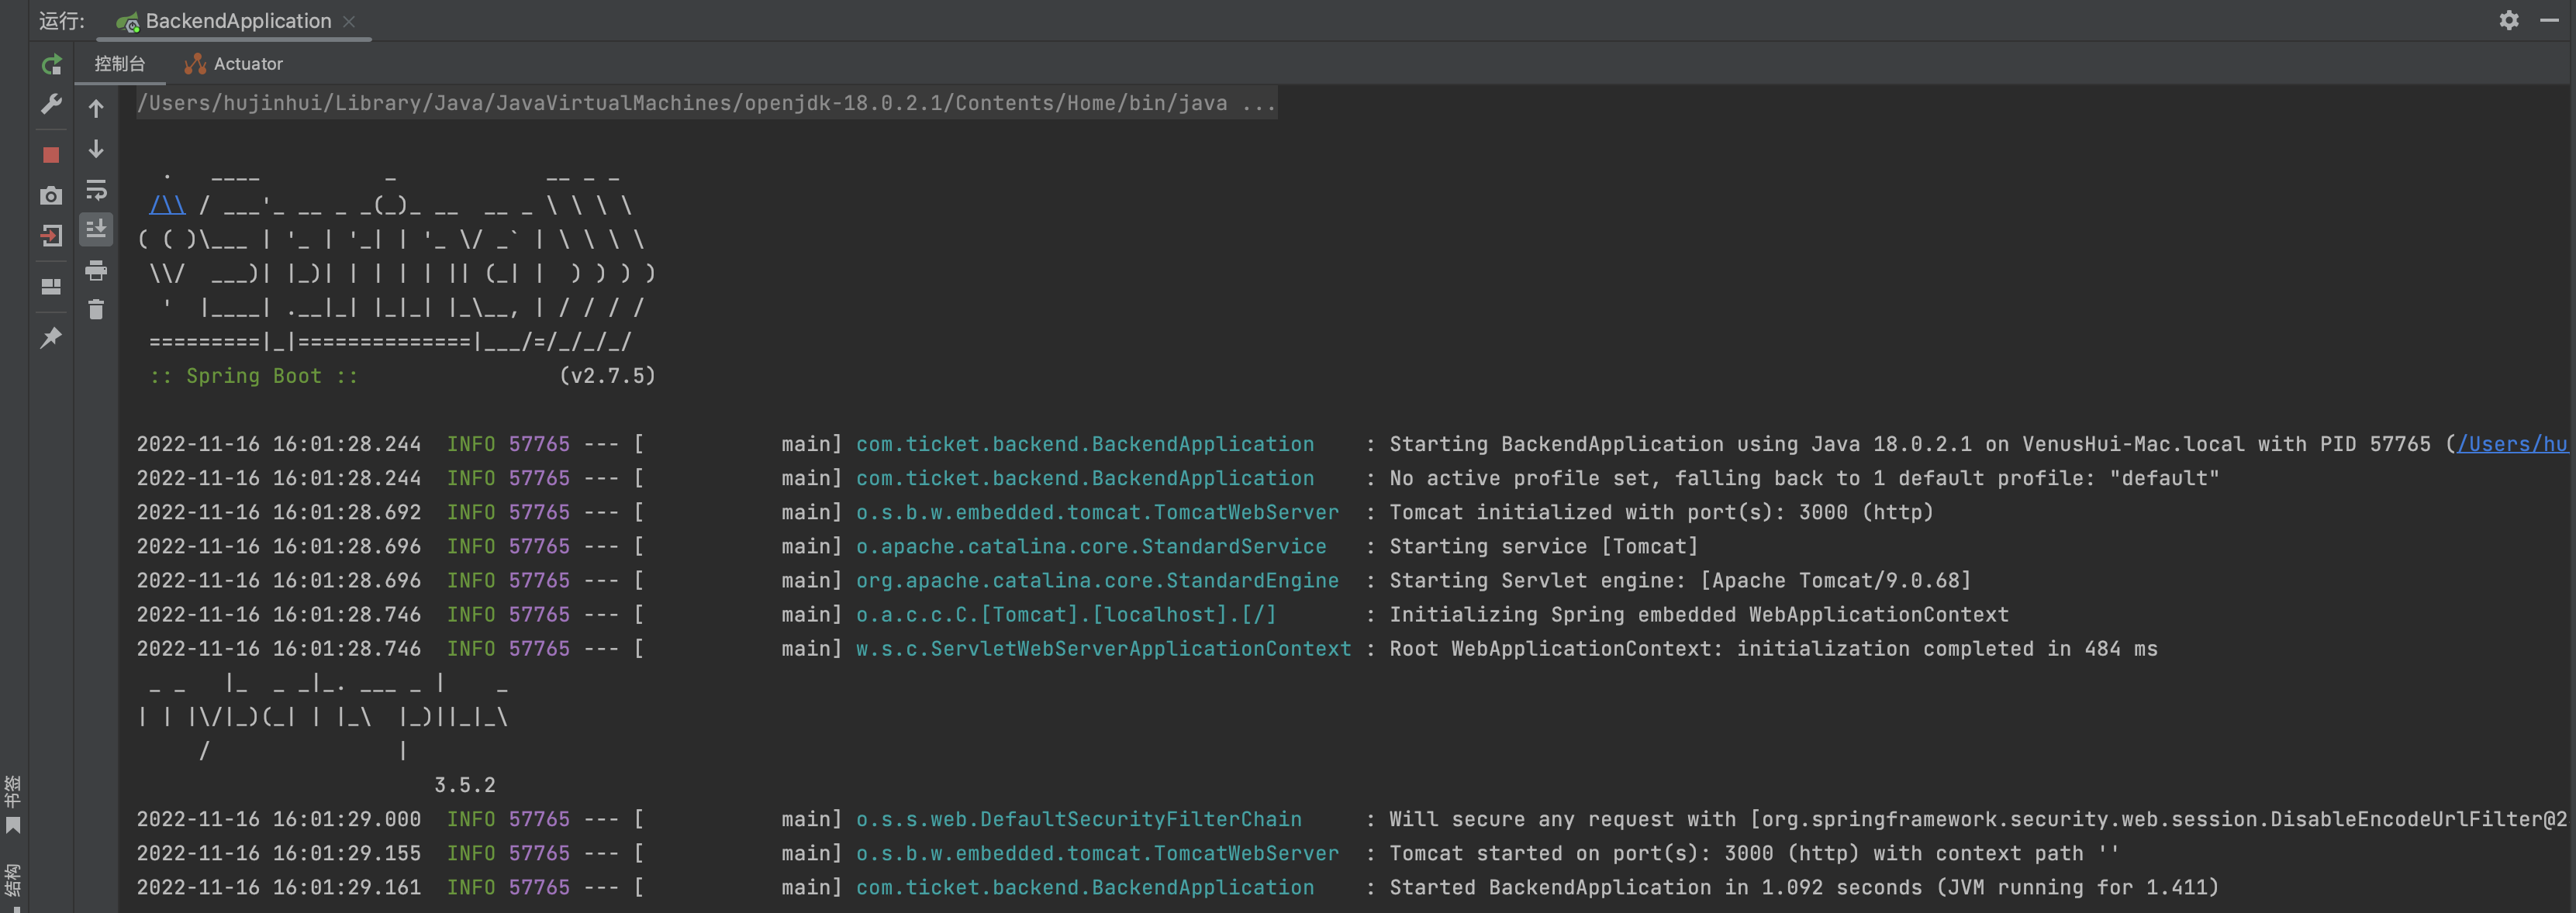 运行: BackendApplication
控制台 Actuator
/Users/hujinhui/Library/Java/JavaVirtualMachines/openjdk-18.0.2.1/Contents/Home/bin/java ...
  .   ____          _            __ _ _
 /\\ / ___'_ __ _ _(_)_ __  __ _ \ \ \ \
( ( )\___ | '_ | '_| | '_ \/ _` | \ \ \ \
 \\/  ___)| |_)| | | | | || (_| |  ) ) ) )
  '  |____| .__|_| |_|_| |_\__, | / / / /
 =========|_|==============|___/=/_/_/_/
 :: Spring Boot ::                (v2.7.5)
2022-11-16 16:01:28.244  INFO 57765 --- [           main] com.ticket.backend.BackendApplication    : Starting BackendApplication using Java 18.0.2.1 on VenusHui-Mac.local with PID 57765 (/Users/hu
2022-11-16 16:01:28.244  INFO 57765 --- [           main] com.ticket.backend.BackendApplication    : No active profile set, falling back to 1 default profile: "default"
2022-11-16 16:01:28.692  INFO 57765 --- [           main] o.s.b.w.embedded.tomcat.TomcatWebServer  : Tomcat initialized with port(s): 3000 (http)
2022-11-16 16:01:28.696  INFO 57765 --- [           main] o.apache.catalina.core.StandardService   : Starting service [Tomcat]
2022-11-16 16:01:28.696  INFO 57765 --- [           main] org.apache.catalina.core.StandardEngine  : Starting Servlet engine: [Apache Tomcat/9.0.68]
2022-11-16 16:01:28.746  INFO 57765 --- [           main] o.a.c.c.C.[Tomcat].[localhost].[/]       : Initializing Spring embedded WebApplicationContext
2022-11-16 16:01:28.746  INFO 57765 --- [           main] w.s.c.ServletWebServerApplicationContext : Root WebApplicationContext: initialization completed in 484 ms
 _ _   |_  _ _|_. ___ _ |    _
| | |\/|_)(_| | |_\  |_)||_|_\
     /               |
                        3.5.2
2022-11-16 16:01:29.000  INFO 57765 --- [           main] o.s.s.web.DefaultSecurityFilterChain     : Will secure any request with [org.springframework.security.web.session.DisableEncodeUrlFilter@2
2022-11-16 16:01:29.155  INFO 57765 --- [           main] o.s.b.w.embedded.tomcat.TomcatWebServer  : Tomcat started on port(s): 3000 (http) with context path ''
2022-11-16 16:01:29.161  INFO 57765 --- [           main] com.ticket.backend.BackendApplication    : Started BackendApplication in 1.092 seconds (JVM running for 1.411)
书签
结构